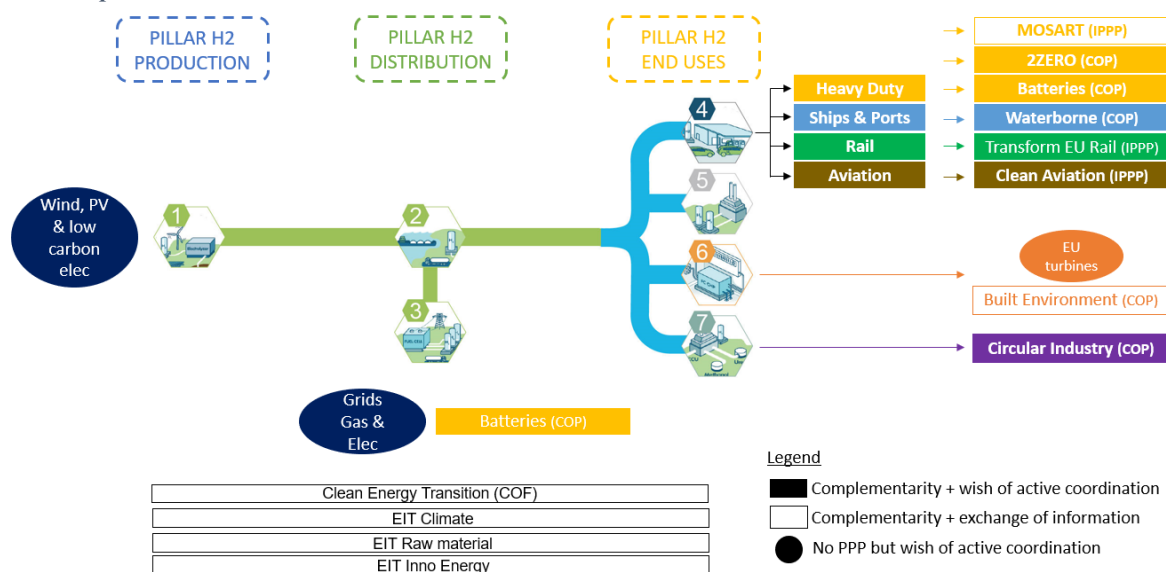 PILLAR H2
PRODUCTION
PILLAR H2
DISTRIBUTION
PILLAR H2
END USES
MOSART (IPPP)
2ZERO (COP)
Heavy Duty
Batteries (COP)
Ships & Ports
Waterborne (COP)
Rail
Transform EU Rail (IPPP)
Aviation
Clean Aviation (IPPP)
4
5
Wind, PV
& low
carbon
elec
1
2
3
6
EU
turbines
Built Environment (COP)
7
Circular Industry (COP)
Grids
Gas &
Elec
Batteries (COP)
Clean Energy Transition (COF)
EIT Climate
EIT Raw material
EIT Inno Energy
Legend
Complementarity + wish of active coordination
Complementarity + exchange of information
No PPP but wish of active coordination